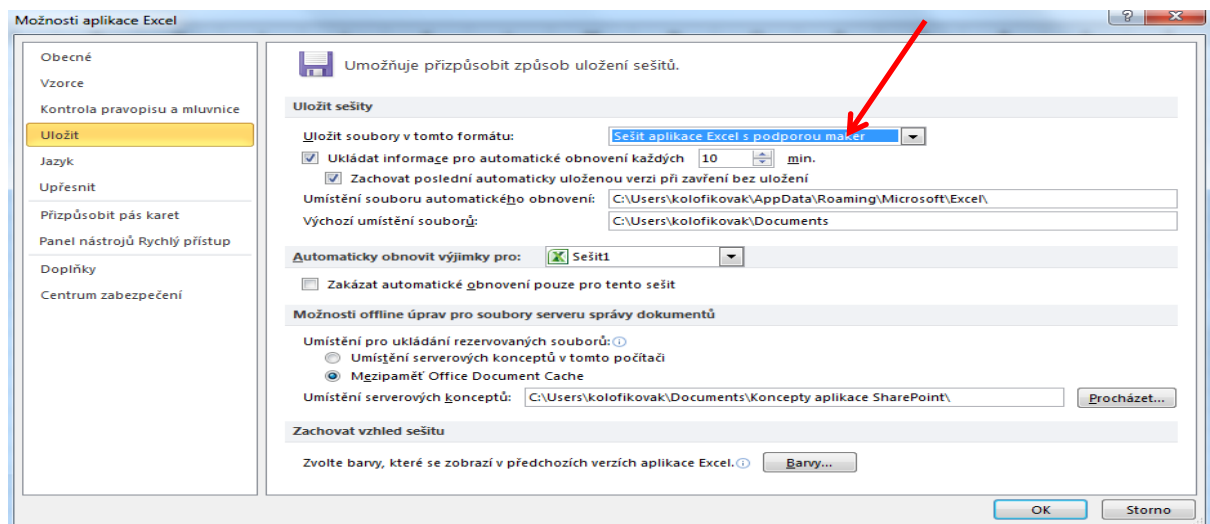 Možnosti aplikace Excel
Obecné
Vzorce
Kontrola pravopisu a mluvnice
Uložit
Jazyk
Upřesnit
Přizpůsobit pás karet
Panel nástrojů Rychlý přístup
Doplňky
Centrum zabezpečení
Umožňuje přizpůsobit způsob uložení sešitů.
Uložit sešity
Uložit soubory v tomto formátu: Sešit aplikace Excel s podporou maker
Ukládat informace pro automatické obnovení každých 10 min.
Zachovat poslední automaticky uloženou verzi při zavření bez uložení
Umístění souboru automatického obnovení: C:\Users\kolofikovak\AppData\Roaming\Microsoft\Excel\
Výchozí umístění souborů: C:\Users\kolofikovak\Documents
Automaticky obnovit výjimky pro: Sešit1
Zakázat automatické obnovení pouze pro tento sešit
Možnosti offline úprav pro soubory serveru správy dokumentů
Umístění pro ukládání rezervovaných souborů:
Umístění serverových konceptů v tomto počítači
Mezipaměť Office Document Cache
Umístění serverových konceptů: C:\Users\kolofikovak\Documents\Koncepty aplikace SharePoint\ Procházet...
Zachovat vzhled sešitu
Zvolte barvy, které se zobrazí v předchozích verzích aplikace Excel. Barvy...
OK Storno